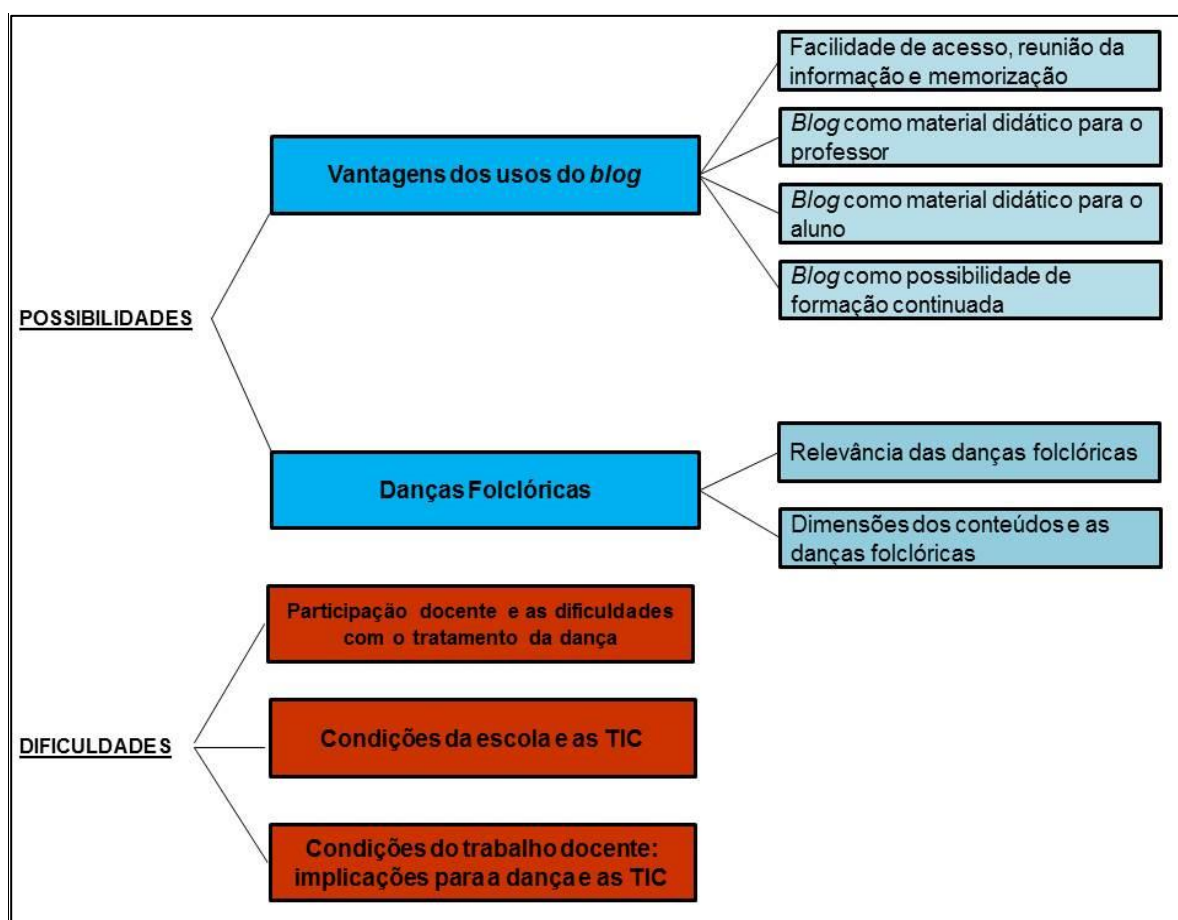 POSSIBILIDADES
Vantagens dos usos do blog
Facilidade de acesso, reunião da
informação e memorização
Blog como material didático para o
professor
Blog como material didático para o
aluno
Blog como possibilidade de
formação continuada
Danças Folclóricas
Relevância das danças folclóricas
Dimensões dos conteúdos e as
danças folclóricas
DIFICULDADES
Participação docente e as dificuldades
com o tratamento da dança
Condições da escola e as TIC
Condições do trabalho docente:
implicações para a dança e as TIC